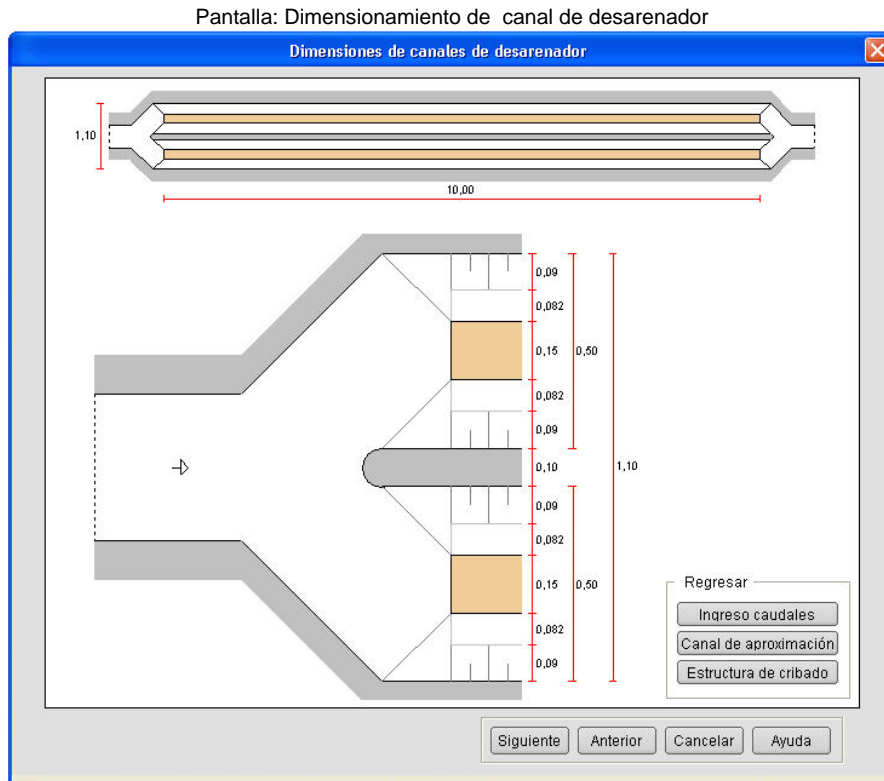 Pantalla: Dimensionamiento de  canal de desarenador
Dimensiones de canales de desarenador
1,10
10,00
0,09
0,082
0,15
0,50
0,082
0,09
0,10
1,10
0,09
0,082
0,15
0,50
0,082
0,09
Regresar
Ingreso caudales
Canal de aproximación
Estructura de cribado
Siguiente
Anterior
Cancelar
Ayuda